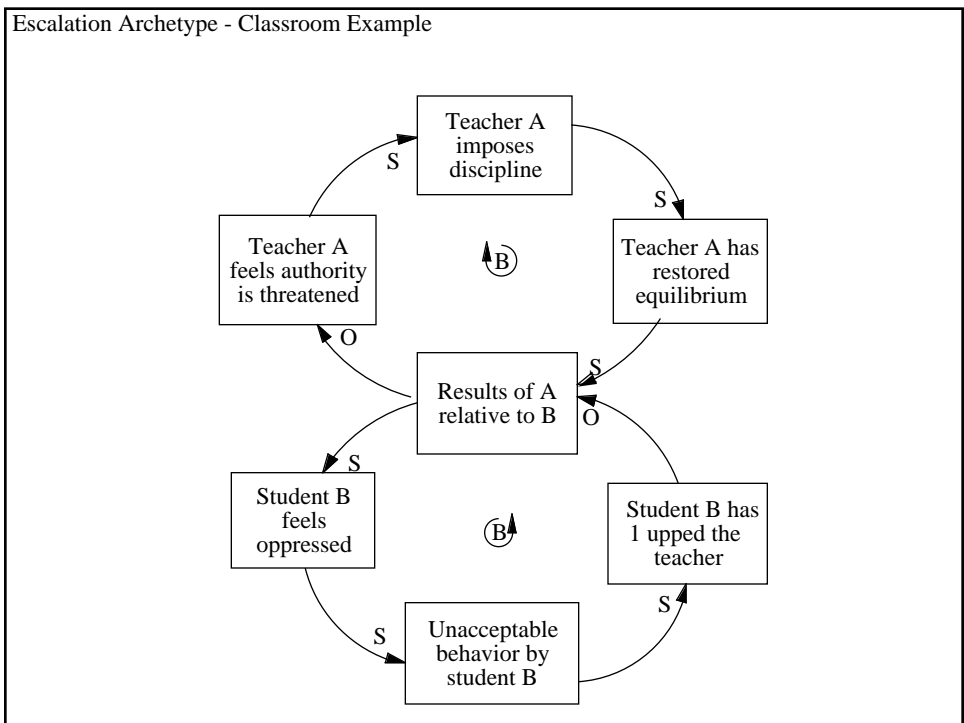 Escalation Archetype - Classroom Example
Teacher A
imposes
discipline
S
S
Teacher A
feels authority
is threatened
B
Teacher A has
restored
equilibrium
O
S
Results of A
relative to B
O
S
Student B
feels
oppressed
B
Student B has
1 upped the
teacher
S
S
Unacceptable
behavior by
student B